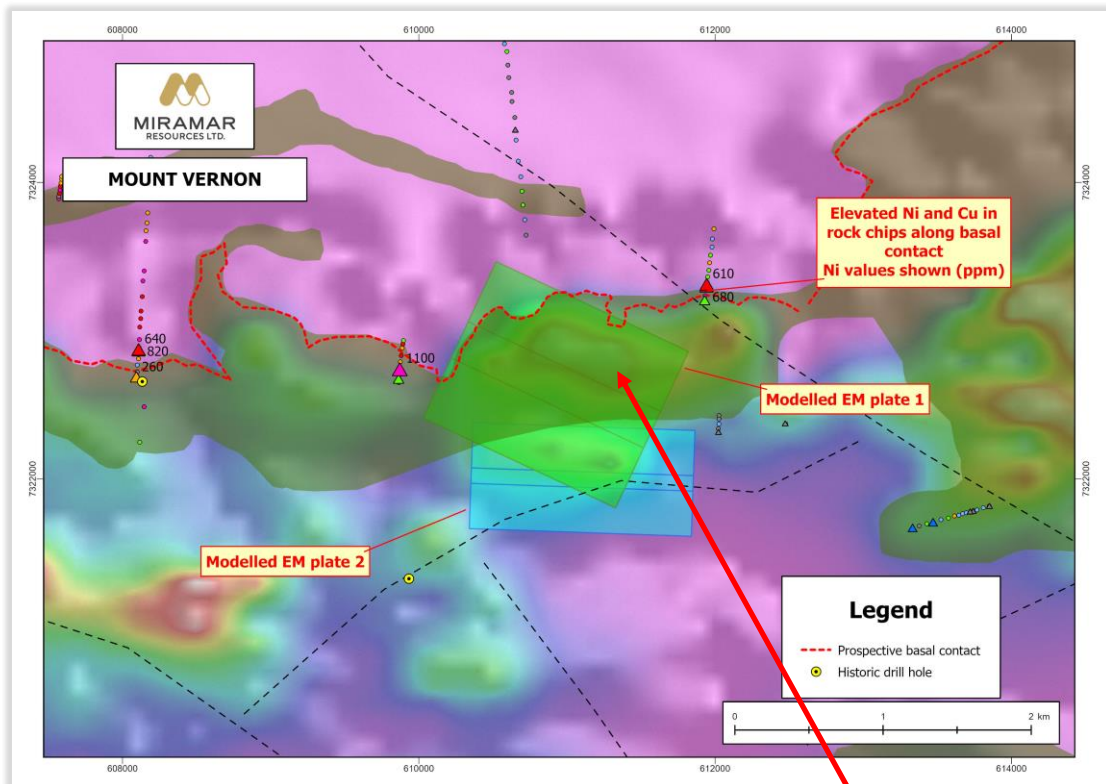 608000
610000
612000
614000
MIRAMAR
RESOURCES LTD.
MOUNT VERNON
7324000
7324000
Elevated Ni and Cu in
rock chips along basal
contact
Ni values shown (ppm)
610
680
640
820
260
1100
Modelled EM plate 1
7322000
7322000
Modelled EM plate 2
Legend
Prospective basal contact
Historic drill hole
0
1
2 km
608000
610000
612000
614000